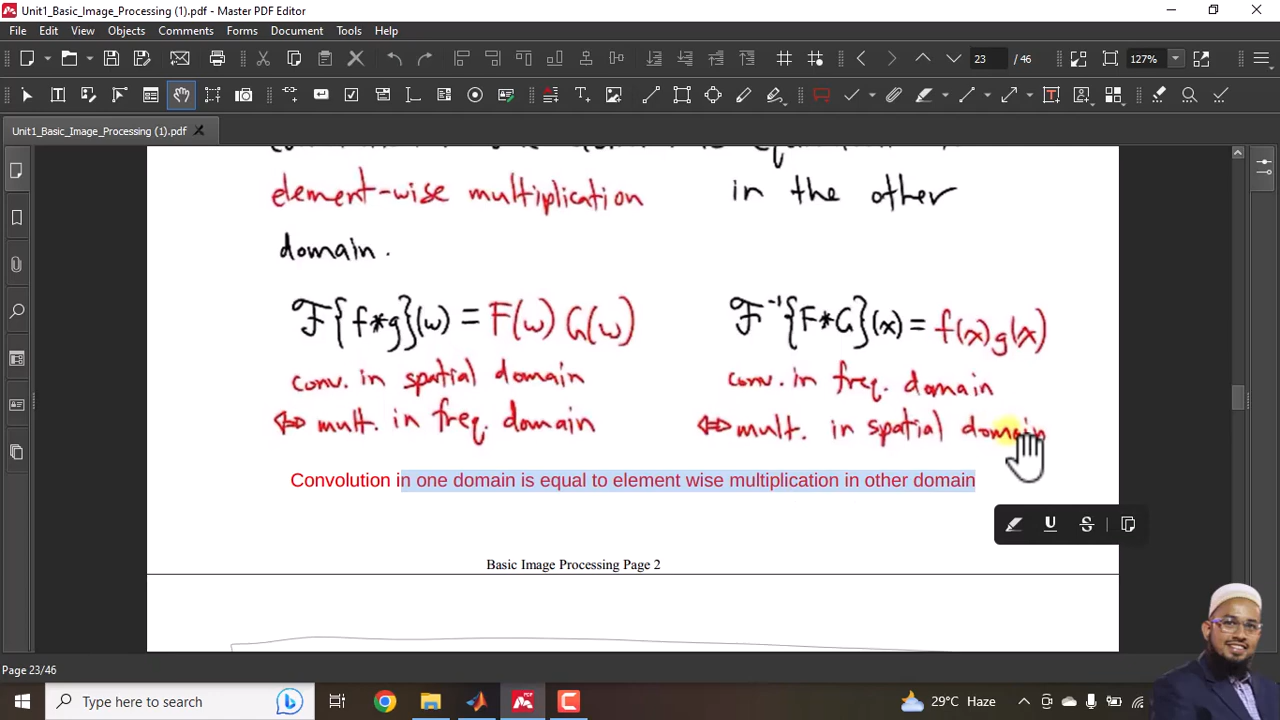 Unit1_Basic_Image_Processing (1).pdf - Master PDF Editor
File Edit View Objects Comments Forms Document Tools Help
23 / 46
127%
Unit1_Basic_Image_Processing (1).pdf
element-wise multiplication in the other
domain.
ℱ{f*g}(w) = F(w) G(w)
conv. in spatial domain
⇔ mult. in freq. domain
ℱ⁻¹{F*G}(x) = f(x)g(x)
conv. in freq. domain
⇔ mult. in spatial domain
Convolution in one domain is equal to element wise multiplication in other domain
Basic Image Processing Page 2
Page 23/46
Type here to search
29°C Haze